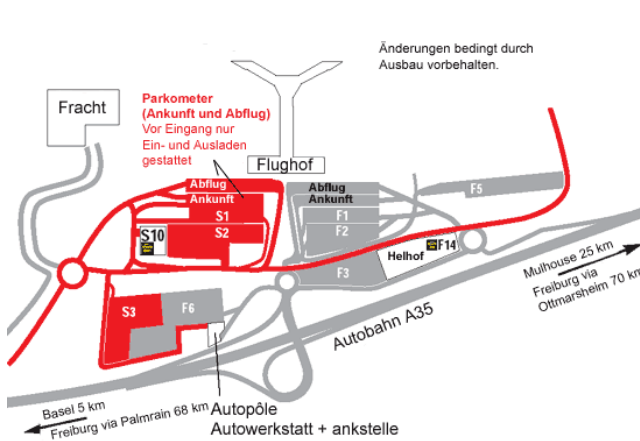 Änderungen bedingt durch
Ausbau vorbehalten.
Fracht
Parkometer
(Ankunft und Abflug)
Vor Eingang nur
Ein- und Ausladen
gestattet
Flughof
Abflug
Ankunft
S1
S2
S10
Abflug
Ankunft
F1
F2
F3
F5
Helhof
F14
S3
F6
Mulhouse 25 km
Freiburg via
Ottmarsheim 70 km
Autobahn A35
Basel 5 km
Freiburg via Palmrain 68 km
Autopôle
Autowerkstatt + ankstelle